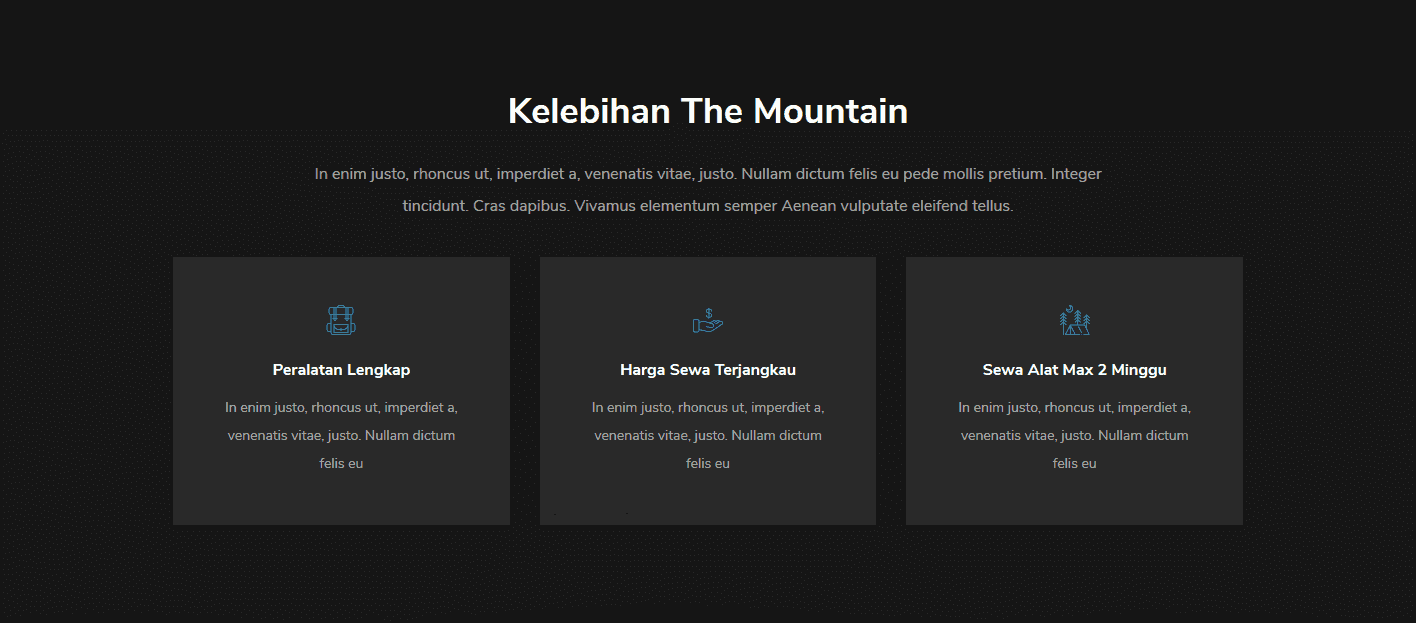 Kelebihan The Mountain
In enim justo, rhoncus ut, imperdiet a, venenatis vitae, justo. Nullam dictum felis eu pede mollis pretium. Integer
tincidunt. Cras dapibus. Vivamus elementum semper Aenean vulputate eleifend tellus.
Peralatan Lengkap
In enim justo, rhoncus ut, imperdiet a,
venenatis vitae, justo. Nullam dictum
felis eu
Harga Sewa Terjangkau
In enim justo, rhoncus ut, imperdiet a,
venenatis vitae, justo. Nullam dictum
felis eu
Sewa Alat Max 2 Minggu
In enim justo, rhoncus ut, imperdiet a,
venenatis vitae, justo. Nullam dictum
felis eu